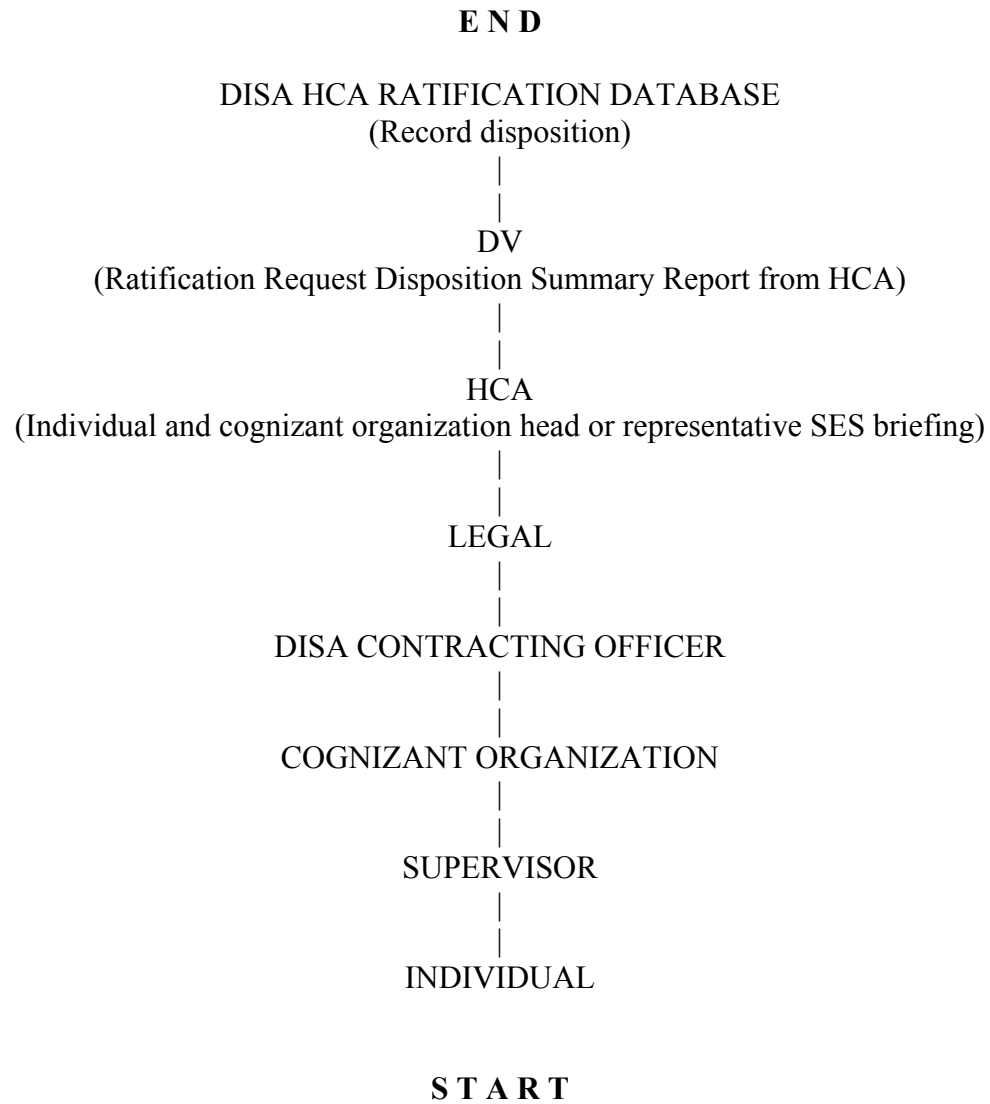 E N D
DISA HCA RATIFICATION DATABASE
(Record disposition)
DV
(Ratification Request Disposition Summary Report from HCA)
HCA
(Individual and cognizant organization head or representative SES briefing)
LEGAL
DISA CONTRACTING OFFICER
COGNIZANT ORGANIZATION
SUPERVISOR
INDIVIDUAL
S T A R T